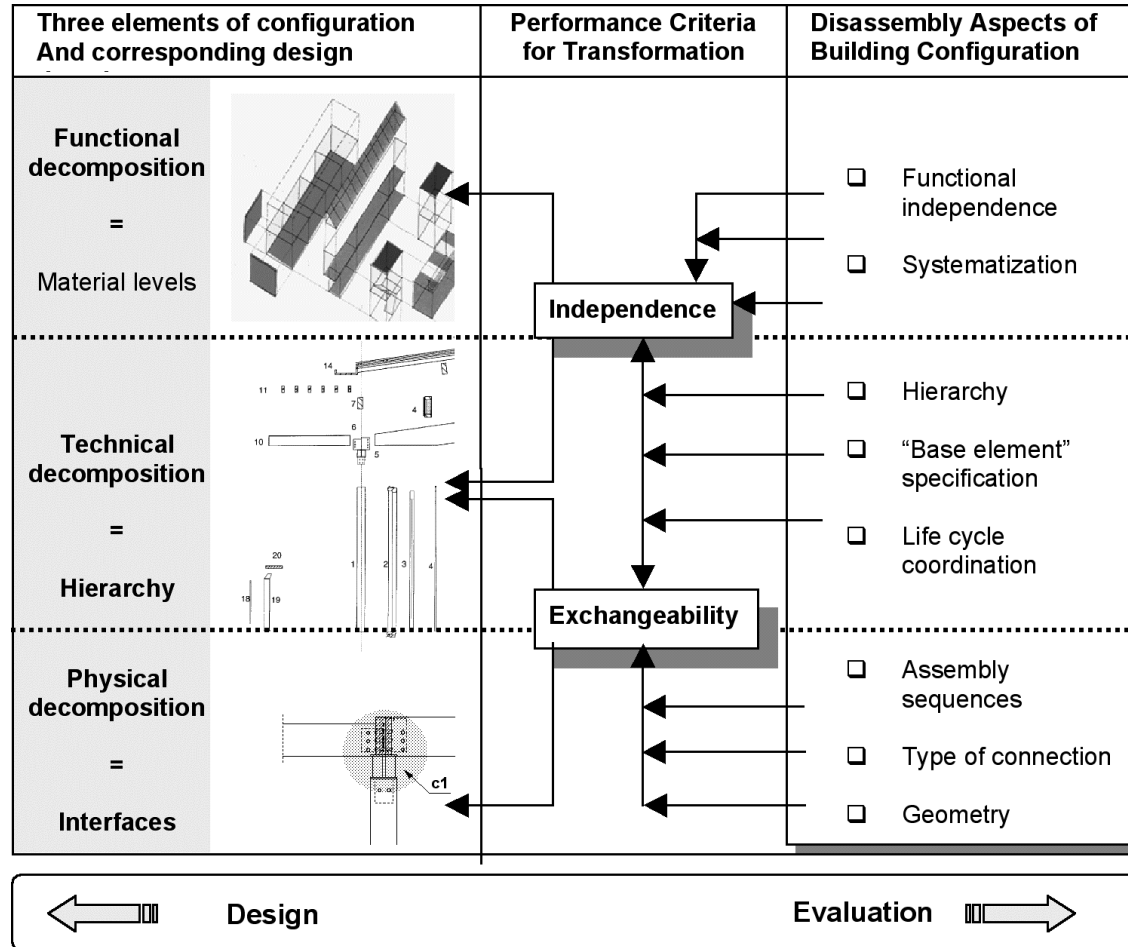 Three elements of configuration
And corresponding design
Performance Criteria
for Transformation
Disassembly Aspects of
Building Configuration
Functional
decomposition
=
Material levels
Functional
independence
Systematization
Independence
Technical
decomposition
=
Hierarchy
14
11
7
4
6
10
5
1
2
3
4
20
18
19
Hierarchy
“Base element”
specification
Life cycle
coordination
Exchangeability
Physical
decomposition
=
Interfaces
c1
Assembly
sequences
Type of connection
Geometry
Design
Evaluation